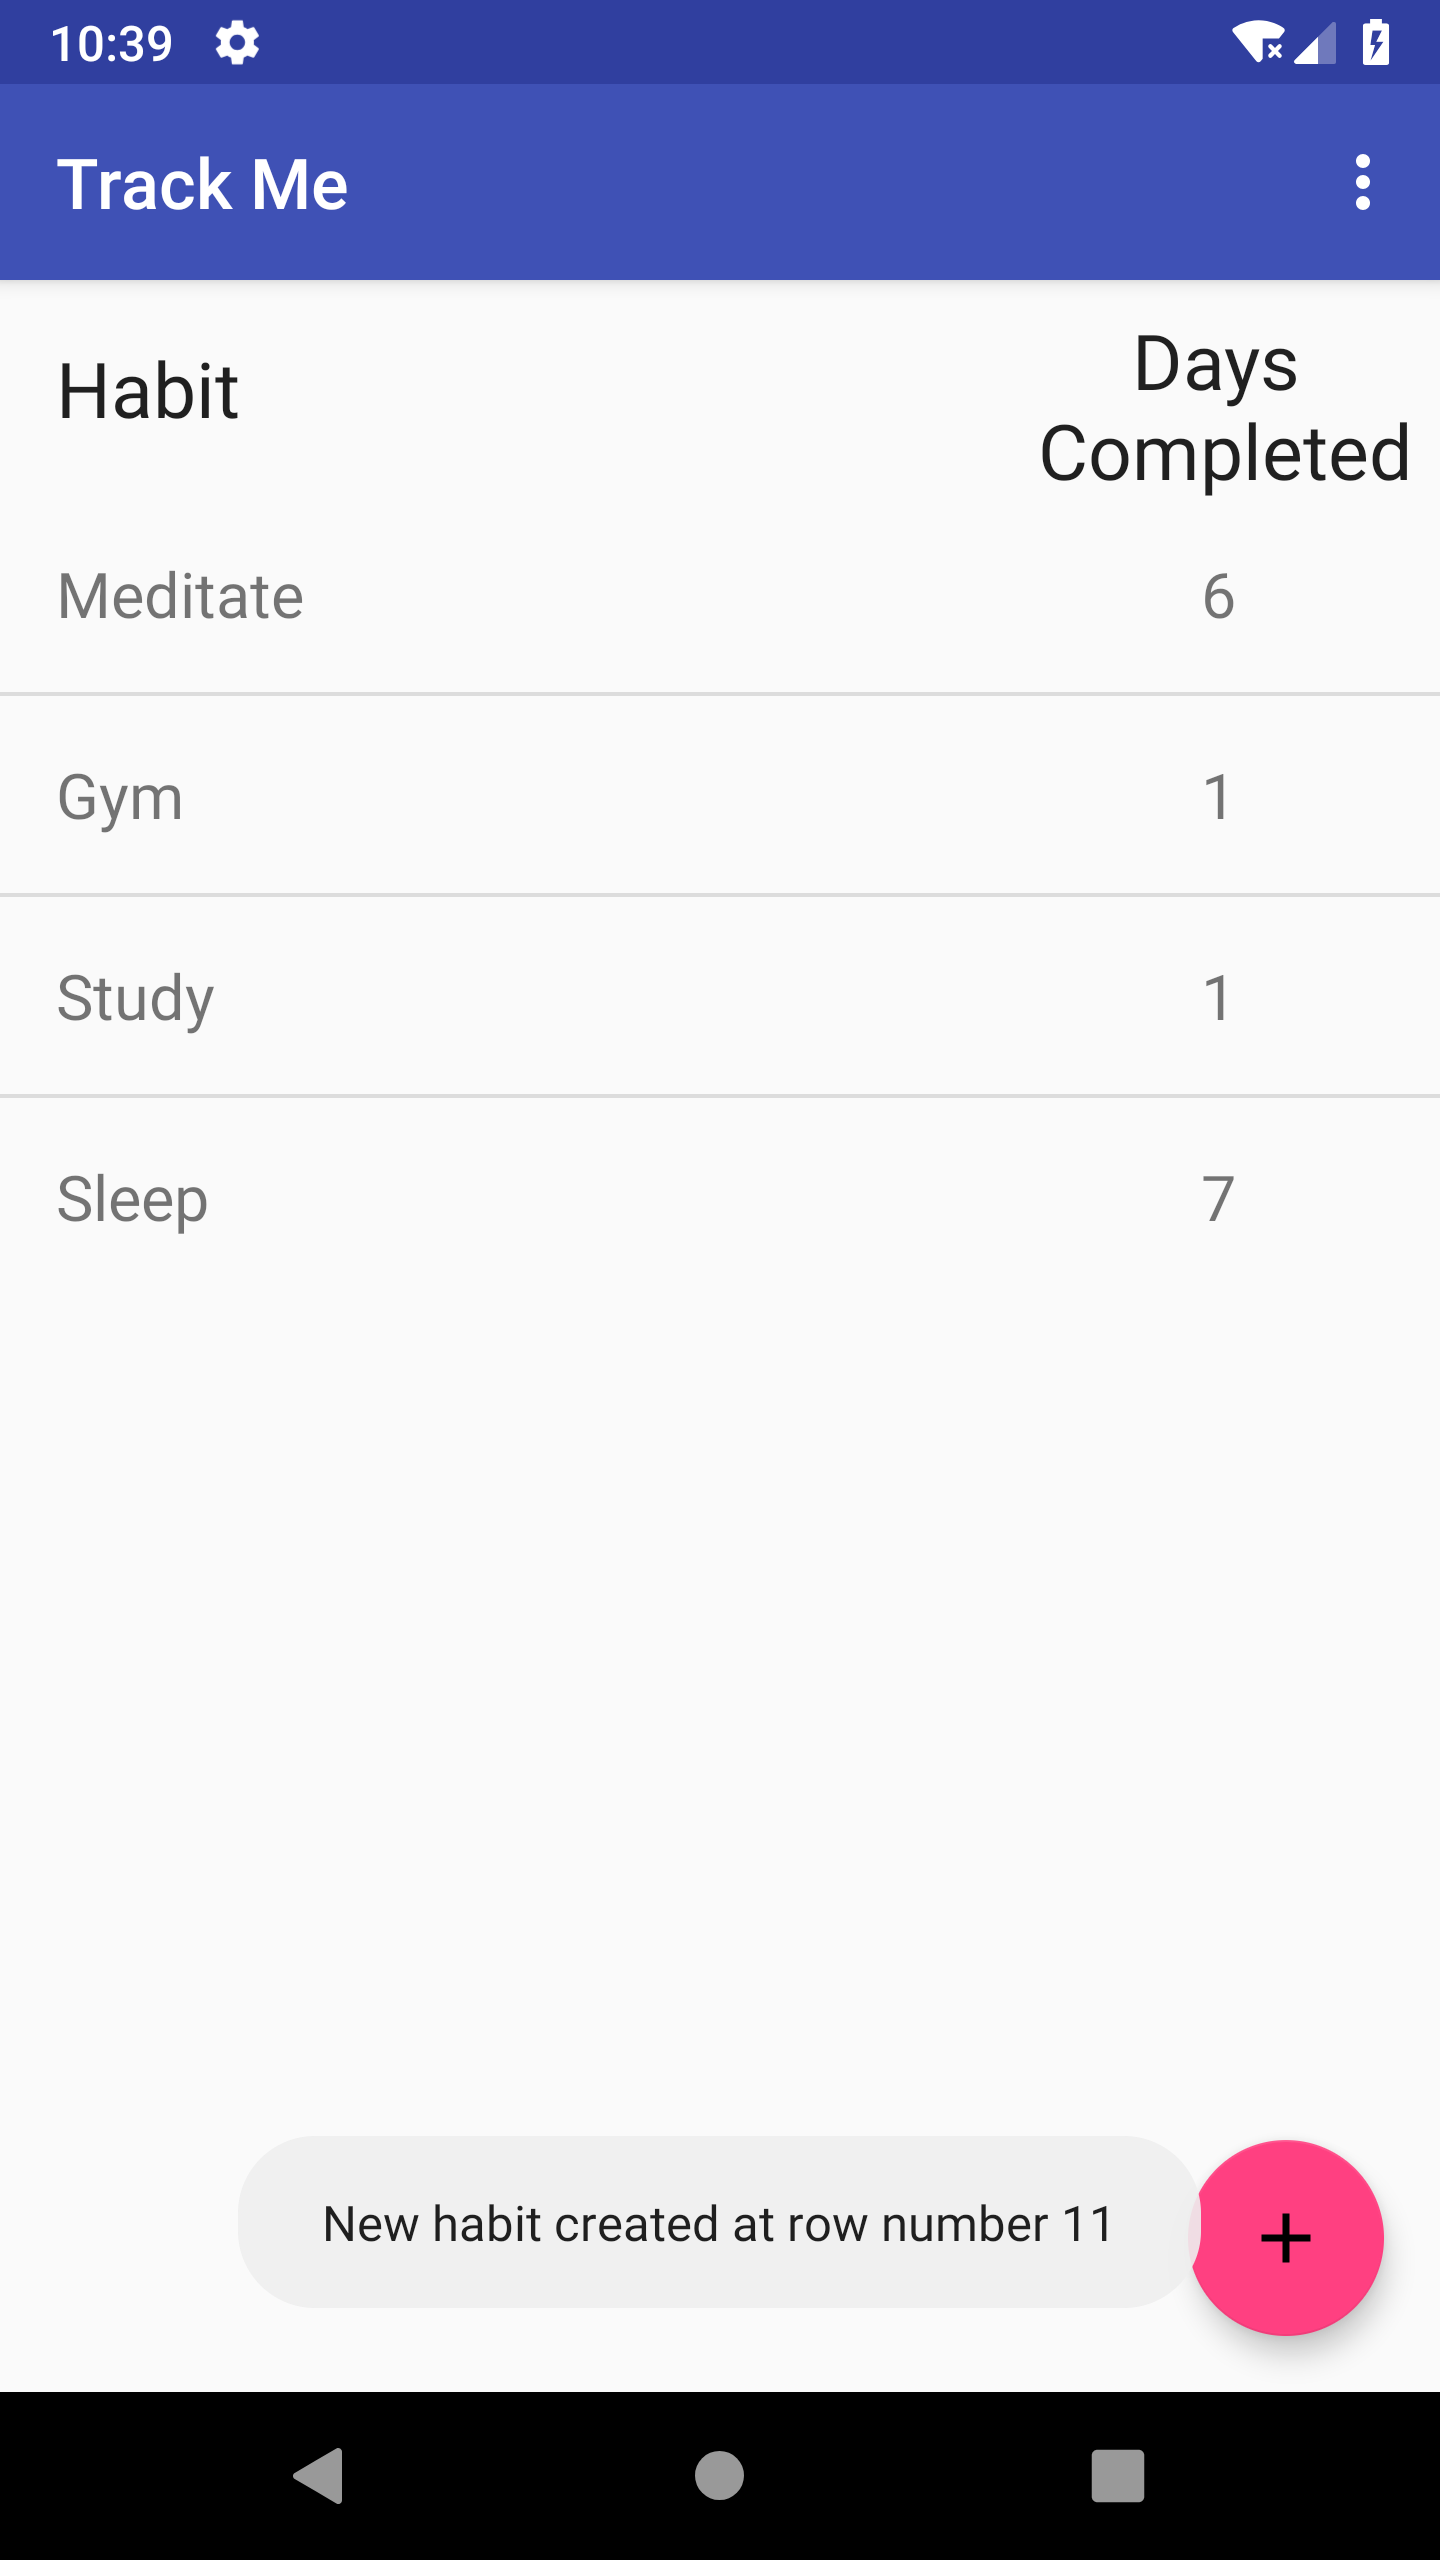 10:39
Track Me
Habit
Days
Completed
Meditate 6
Gym 1
Study 1
Sleep 7
New habit created at row number 11